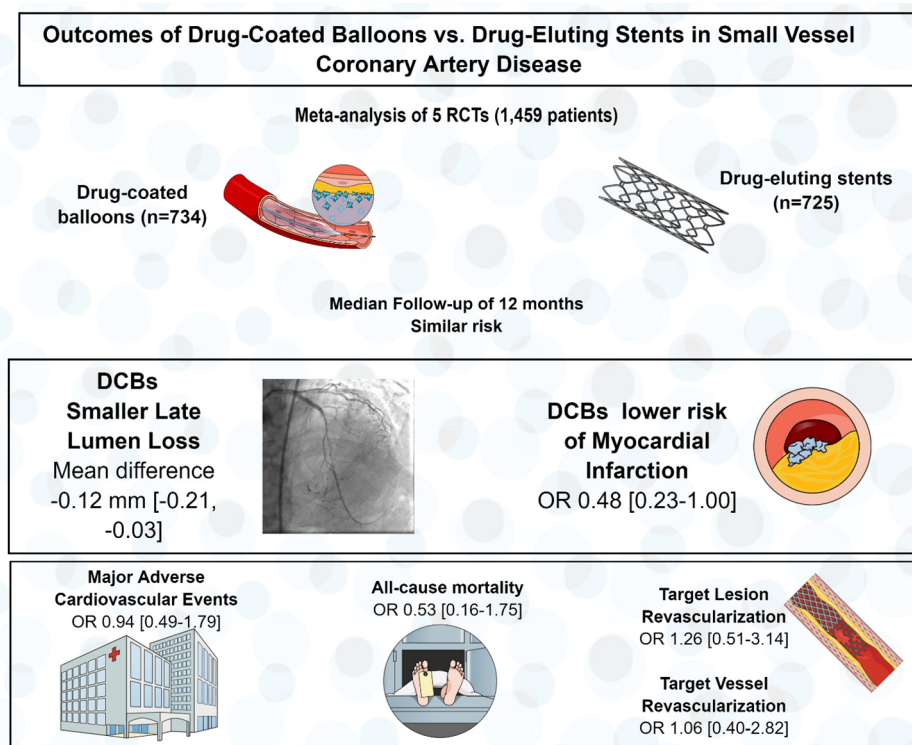 Outcomes of Drug-Coated Balloons vs. Drug-Eluting Stents in Small Vessel
Coronary Artery Disease
Meta-analysis of 5 RCTs (1,459 patients)
Drug-coated
balloons (n=734)
Drug-eluting stents
(n=725)
Median Follow-up of 12 months
Similar risk
DCBs
Smaller Late
Lumen Loss
Mean difference
-0.12 mm [-0.21,
-0.03]
DCBs lower risk
of Myocardial
Infarction
OR 0.48 [0.23-1.00]
Major Adverse
Cardiovascular Events
OR 0.94 [0.49-1.79]
All-cause mortality
OR 0.53 [0.16-1.75]
Target Lesion
Revascularization
OR 1.26 [0.51-3.14]
Target Vessel
Revascularization
OR 1.06 [0.40-2.82]